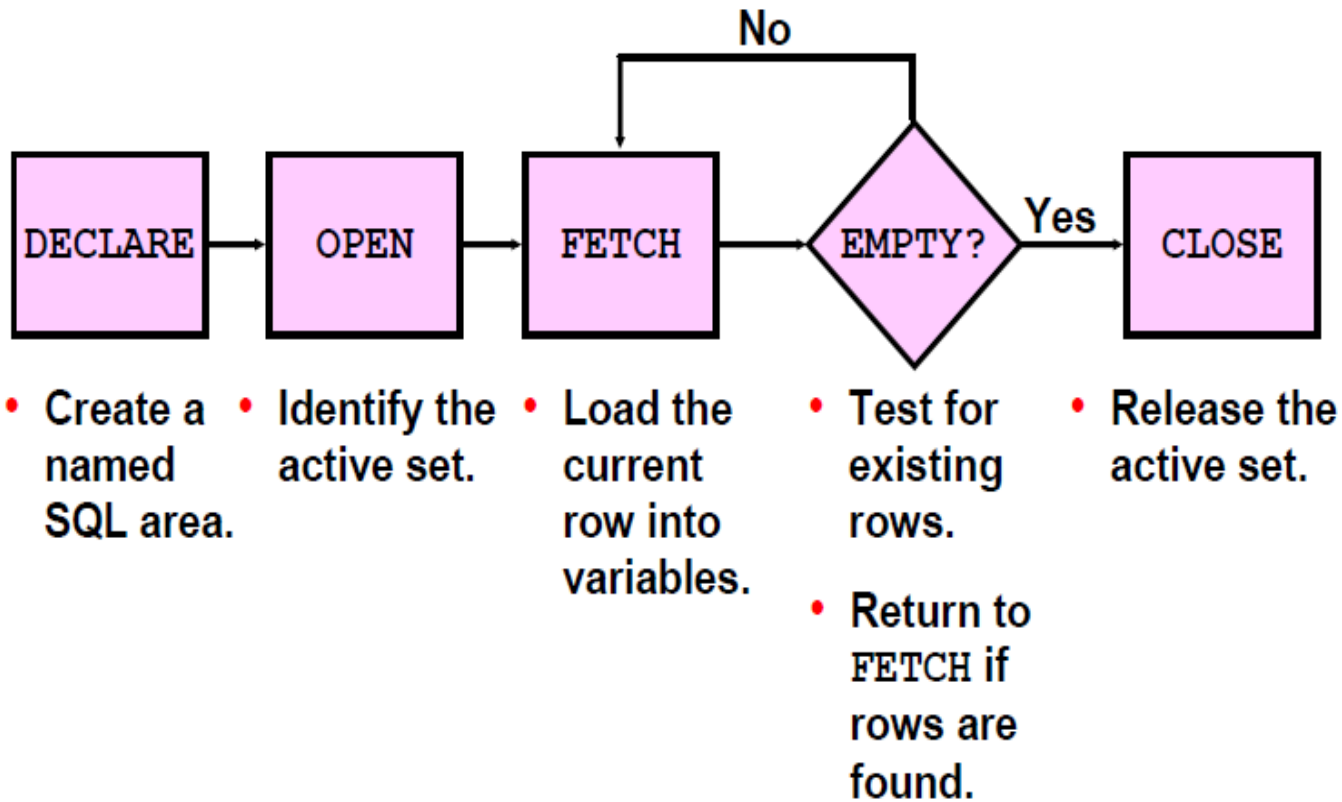 No
DECLARE
OPEN
FETCH
EMPTY?
Yes
CLOSE
• Create a
named
SQL area.
• Identify the
active set.
• Load the
current
row into
variables.
• Test for
existing
rows.
• Return to
FETCH if
rows are
found.
• Release the
active set.